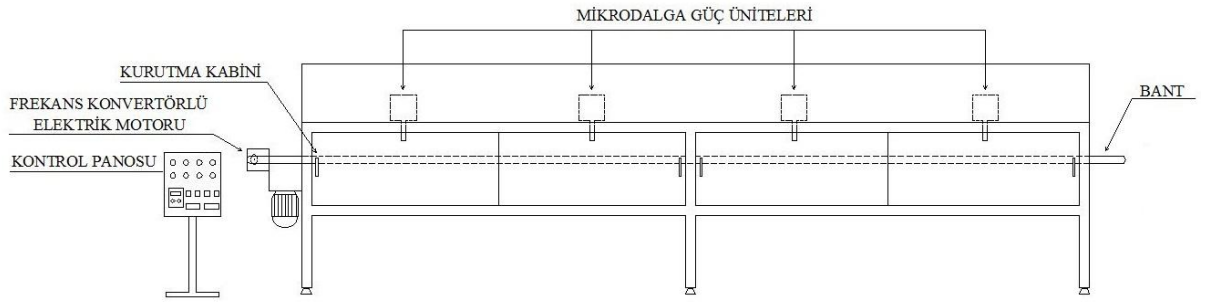 MİKRODALGA GÜÇ ÜNİTELERİ
KURUTMA KABİNİ
FREKANS KONVERTÖRLÜ
ELEKTRİK MOTORU
KONTROL PANOSU
BANT